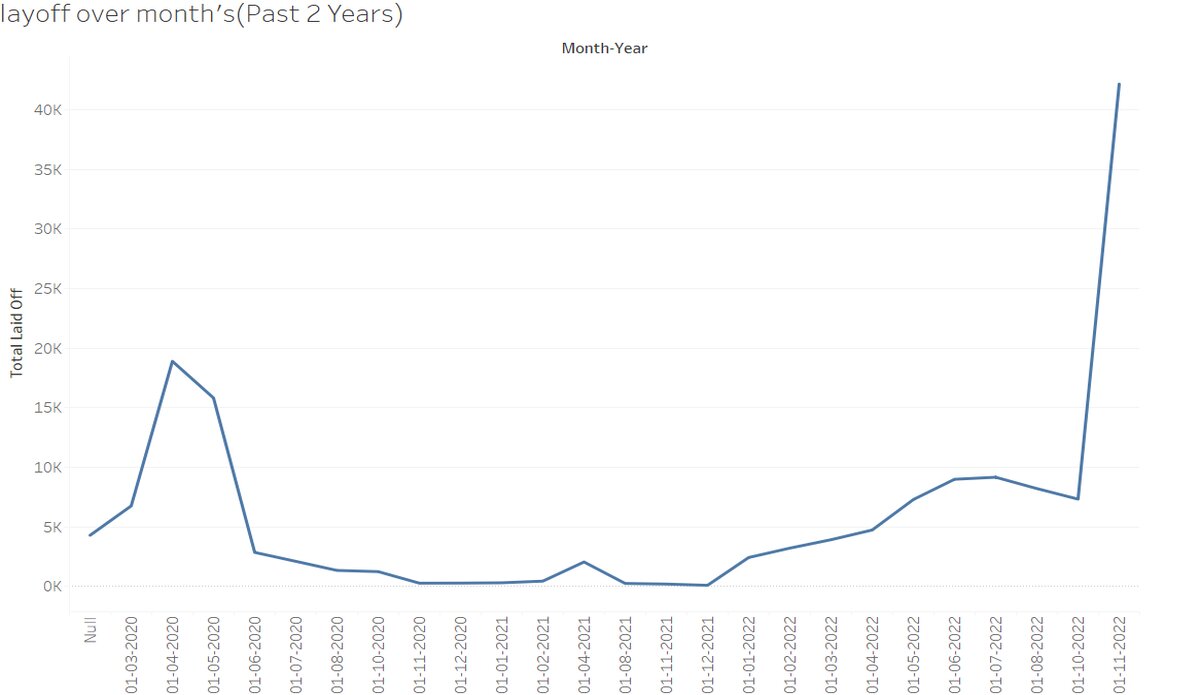 layoff over month's(Past 2 Years)
Month-Year
Total Laid Off
40K
35K
30K
25K
20K
15K
10K
5K
0K
Null
01-03-2020
01-04-2020
01-05-2020
01-06-2020
01-07-2020
01-08-2020
01-10-2020
01-11-2020
01-12-2020
01-01-2021
01-02-2021
01-04-2021
01-08-2021
01-11-2021
01-12-2021
01-01-2022
01-02-2022
01-03-2022
01-04-2022
01-05-2022
01-06-2022
01-07-2022
01-08-2022
01-10-2022
01-11-2022